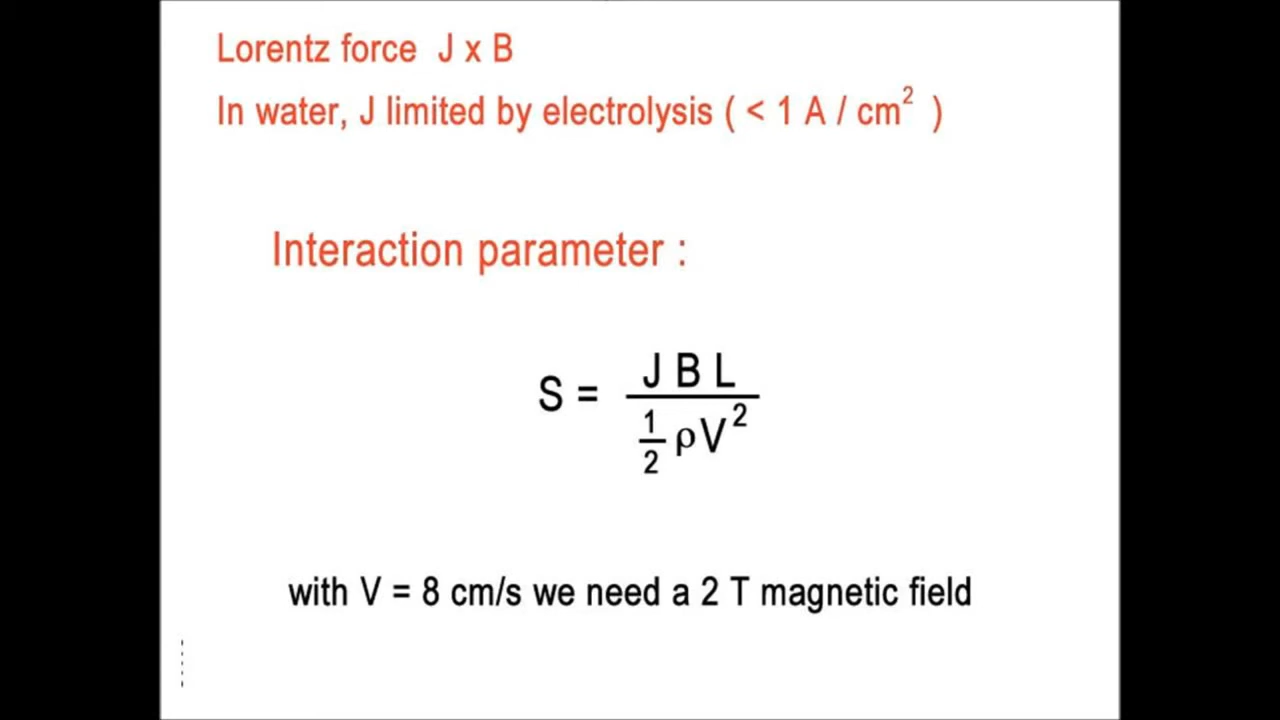 Lorentz force J x B
In water, J limited by electrolysis ( < 1 A / cm² )
Interaction parameter :
S = J B L / ½ ρV²
with V = 8 cm/s we need a 2 T magnetic field